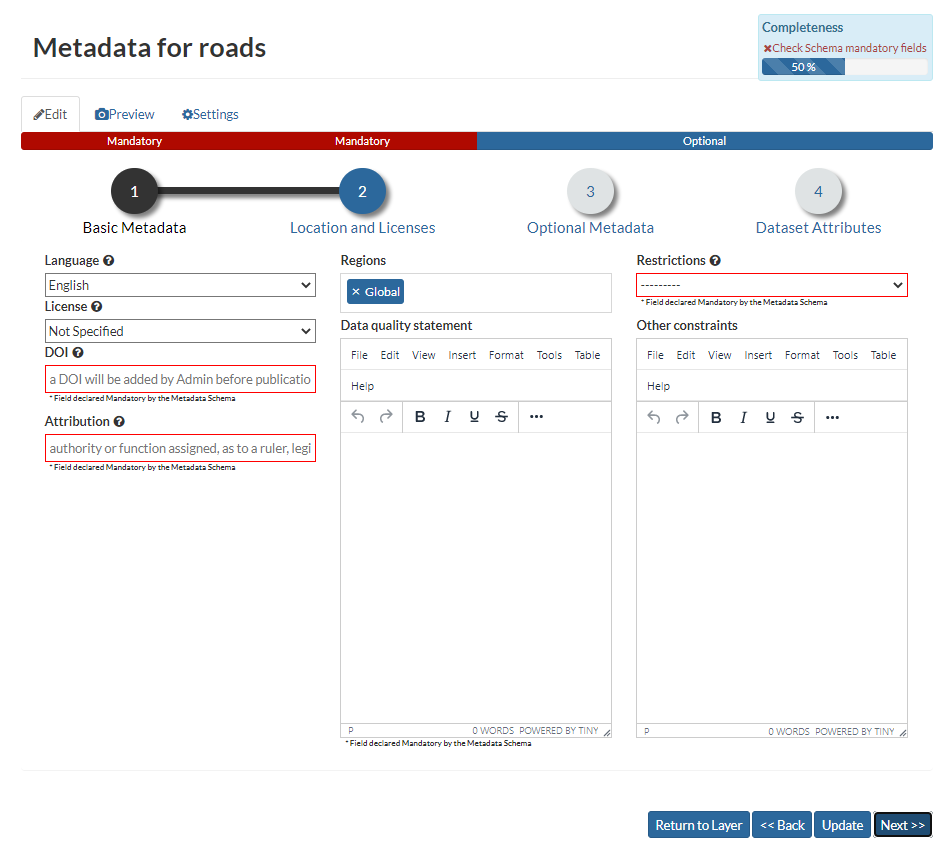 Metadata for roads
Completeness
Check Schema mandatory fields
50 %
Edit
Preview
Settings
Mandatory
Mandatory
Optional
1
2
3
4
Basic Metadata
Location and Licenses
Optional Metadata
Dataset Attributes
Language
English
License
Not Specified
DOI
a DOI will be added by Admin before publicatio
* Field declared Mandatory by the Metadata Schema
Attribution
authority or function assigned, as to a ruler, legi
* Field declared Mandatory by the Metadata Schema
Regions
× Global
Data quality statement
File Edit View Insert Format Tools Table
Help
B I U S ...
P 0 WORDS POWERED BY TINY
* Field declared Mandatory by the Metadata Schema
Restrictions
---------
* Field declared Mandatory by the Metadata Schema
Other constraints
File Edit View Insert Format Tools Table
Help
B I U S ...
P 0 WORDS POWERED BY TINY
Return to Layer
<< Back
Update
Next >>